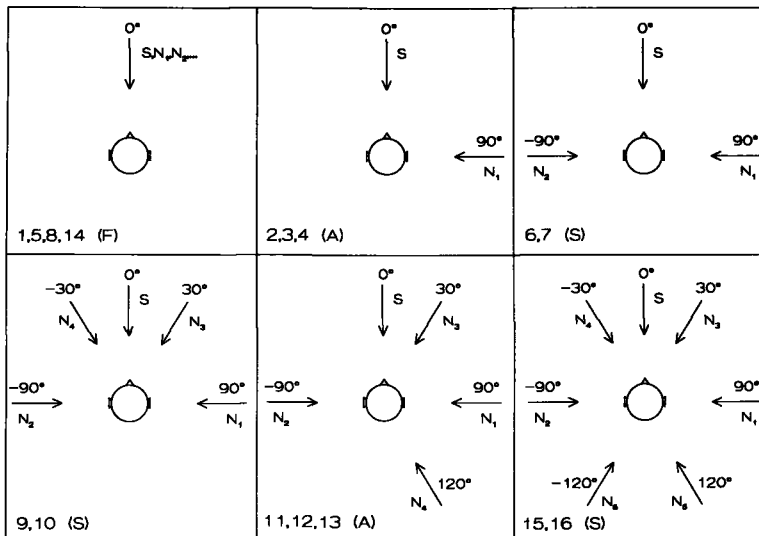 0°
S,N₁,N₂,...
1,5,8,14 (F)
0°
S
90°
N₁
2,3,4 (A)
0°
S
-90°
N₂
90°
N₁
6,7 (S)
0°
-30°
30°
S
N₄
N₃
-90°
N₂
90°
N₁
9,10 (S)
0°
30°
S
N₃
-90°
N₂
90°
N₁
120°
N₄
11,12,13 (A)
0°
-30°
30°
S
N₄
N₃
-90°
N₂
90°
N₁
-120°
120°
N₆
N₅
15,16 (S)